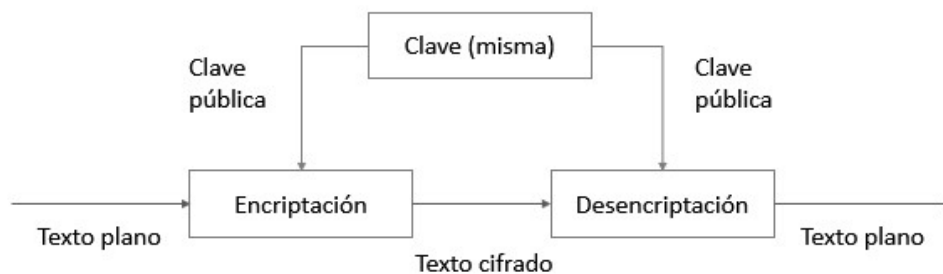 Clave (misma)
Clave
pública
Clave
pública
Encriptación
Desencriptación
Texto plano
Texto cifrado
Texto plano